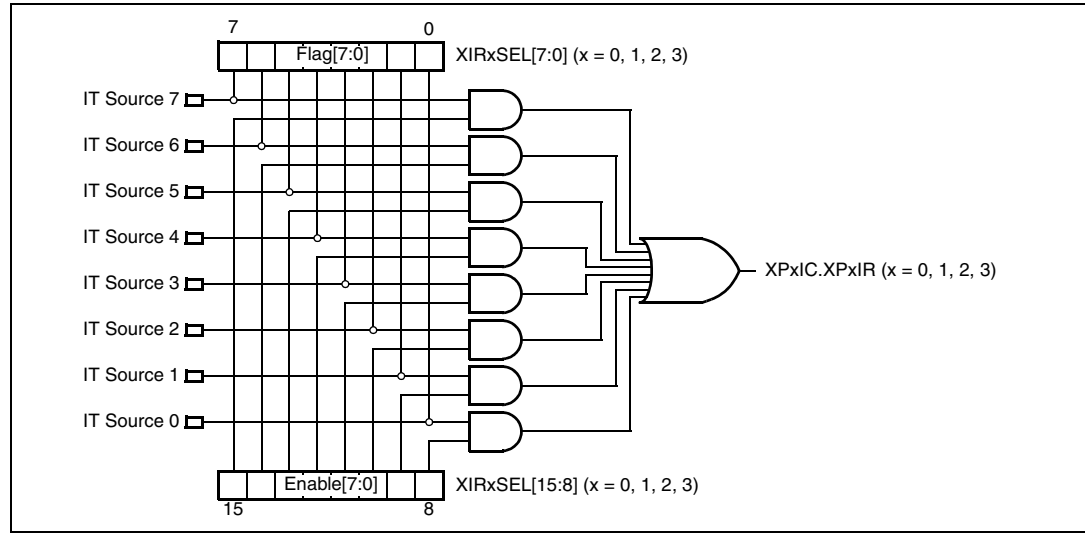 7 0
Flag[7:0] XIRxSEL[7:0] (x = 0, 1, 2, 3)
IT Source 7
IT Source 6
IT Source 5
IT Source 4
IT Source 3
IT Source 2
IT Source 1
IT Source 0
XPxIC.XPxIR (x = 0, 1, 2, 3)
Enable[7:0] XIRxSEL[15:8] (x = 0, 1, 2, 3)
15 8